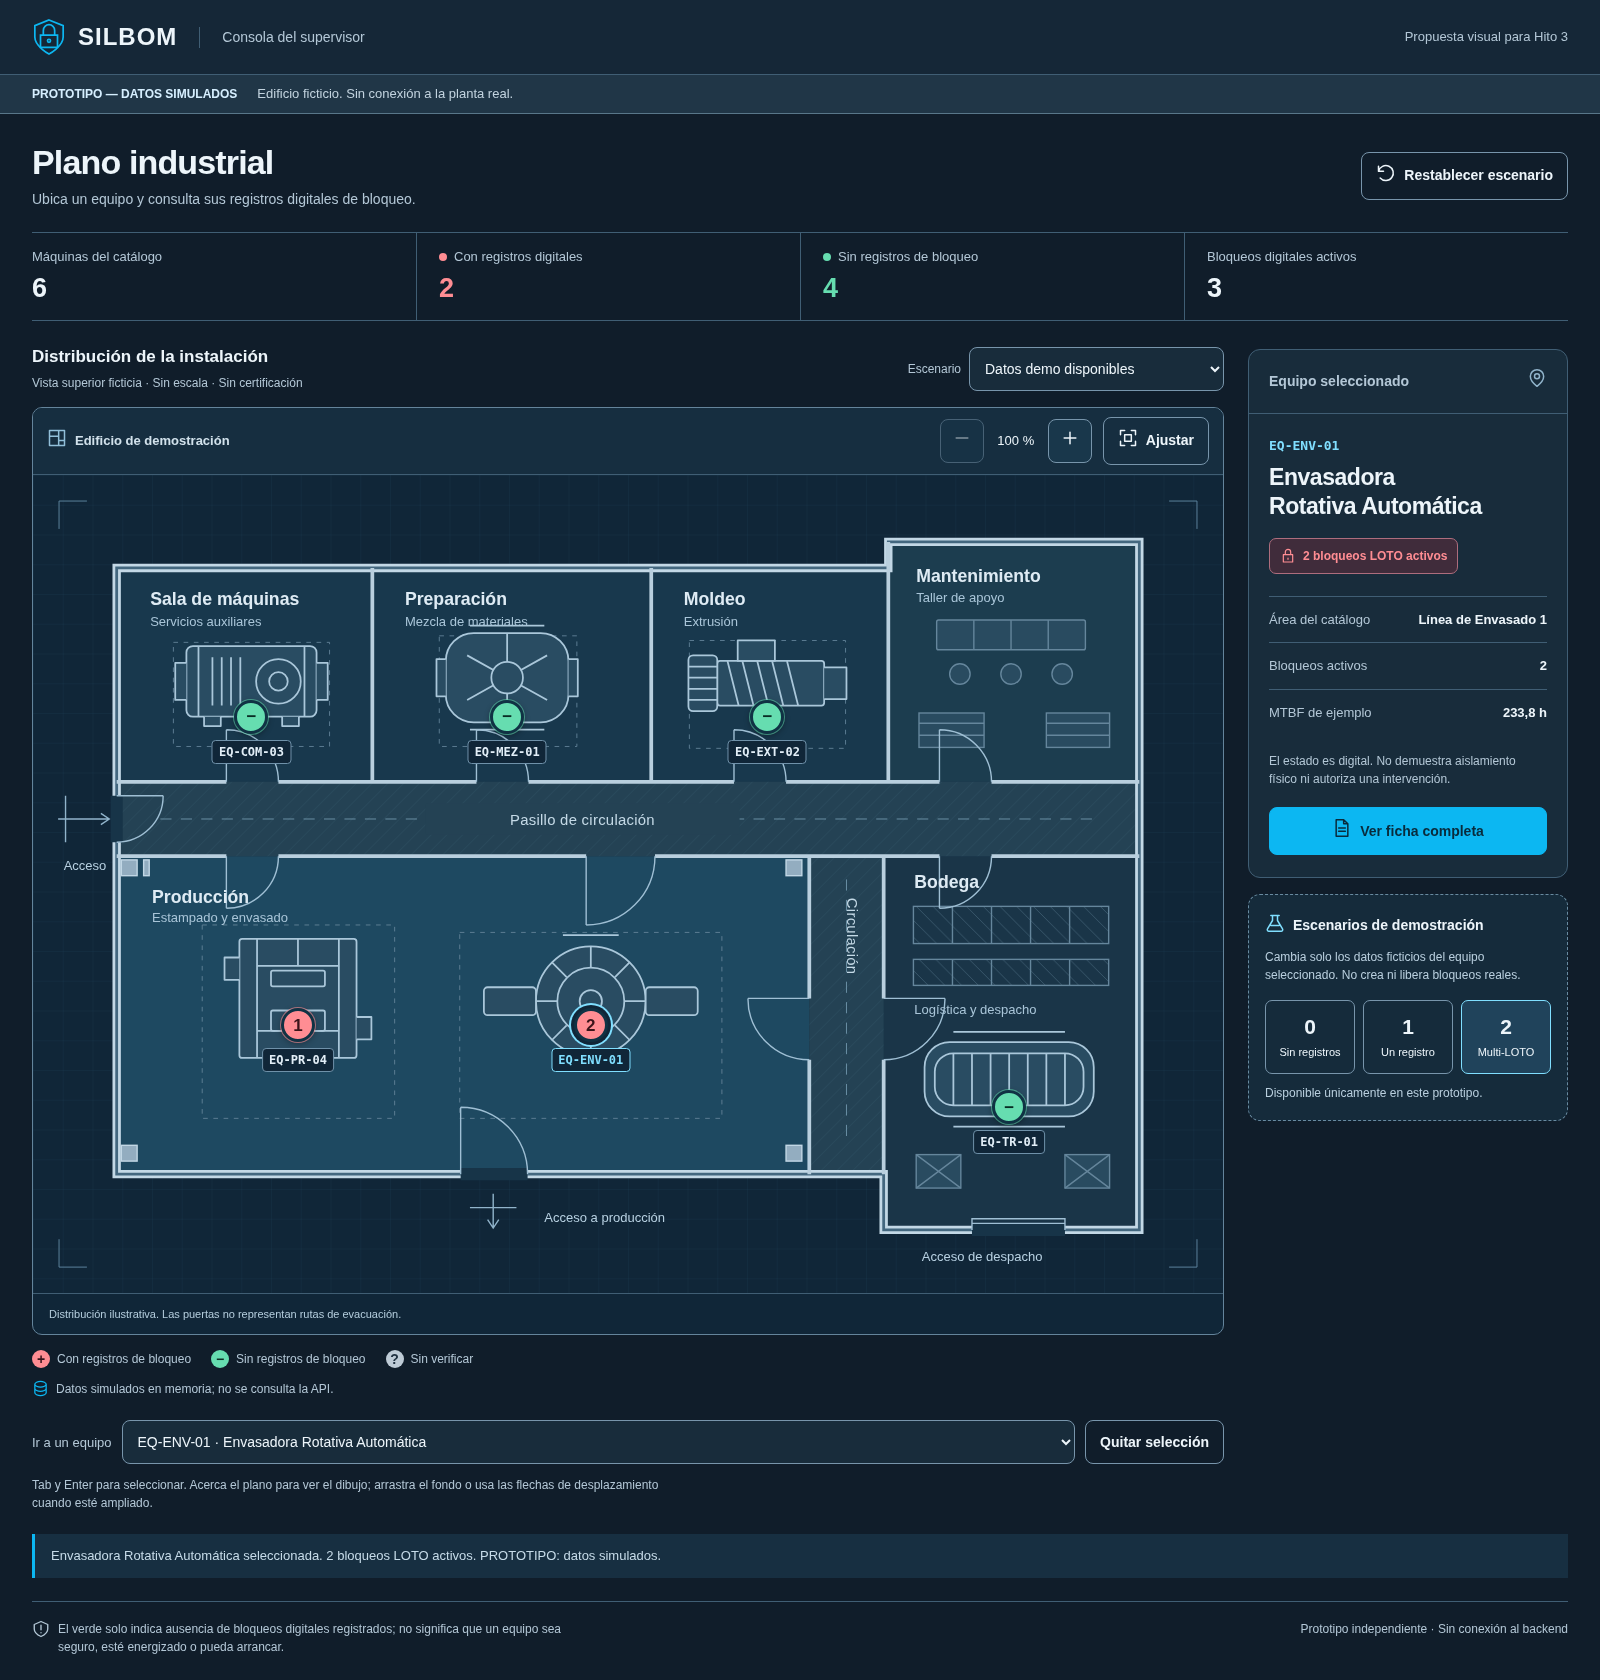 SILBOM
Consola del supervisor
Propuesta visual para Hito 3
PROTOTIPO — DATOS SIMULADOS
Edificio ficticio. Sin conexión a la planta real.
Plano industrial
Ubica un equipo y consulta sus registros digitales de bloqueo.
Restablecer escenario
Máquinas del catálogo
6
Con registros digitales
2
Sin registros de bloqueo
4
Bloqueos digitales activos
3
Distribución de la instalación
Vista superior ficticia · Sin escala · Sin certificación
Escenario
Datos demo disponibles
Edificio de demostración
−
100 %
+
Ajustar
Sala de máquinas
Servicios auxiliares
−
EQ-COM-03
Preparación
Mezcla de materiales
−
EQ-MEZ-01
Moldeo
Extrusión
−
EQ-EXT-02
Mantenimiento
Taller de apoyo
Pasillo de circulación
Acceso
Producción
Estampado y envasado
1
EQ-PR-04
2
EQ-ENV-01
Circulación
Bodega
Logística y despacho
−
EQ-TR-01
Acceso a producción
Acceso de despacho
Distribución ilustrativa. Las puertas no representan rutas de evacuación.
+
Con registros de bloqueo
−
Sin registros de bloqueo
?
Sin verificar
Datos simulados en memoria; no se consulta la API.
Ir a un equipo
EQ-ENV-01 · Envasadora Rotativa Automática
Quitar selección
Tab y Enter para seleccionar. Acerca el plano para ver el dibujo; arrastra el fondo o usa las flechas de desplazamiento
cuando esté ampliado.
Equipo seleccionado
EQ-ENV-01
Envasadora
Rotativa Automática
2 bloqueos LOTO activos
Área del catálogo
Línea de Envasado 1
Bloqueos activos
2
MTBF de ejemplo
233,8 h
El estado es digital. No demuestra aislamiento
físico ni autoriza una intervención.
Ver ficha completa
Escenarios de demostración
Cambia solo los datos ficticios del equipo
seleccionado. No crea ni libera bloqueos reales.
0
Sin registros
1
Un registro
2
Multi-LOTO
Disponible únicamente en este prototipo.
Envasadora Rotativa Automática seleccionada. 2 bloqueos LOTO activos. PROTOTIPO: datos simulados.
El verde solo indica ausencia de bloqueos digitales registrados; no significa que un equipo sea
seguro, esté energizado o pueda arrancar.
Prototipo independiente · Sin conexión al backend